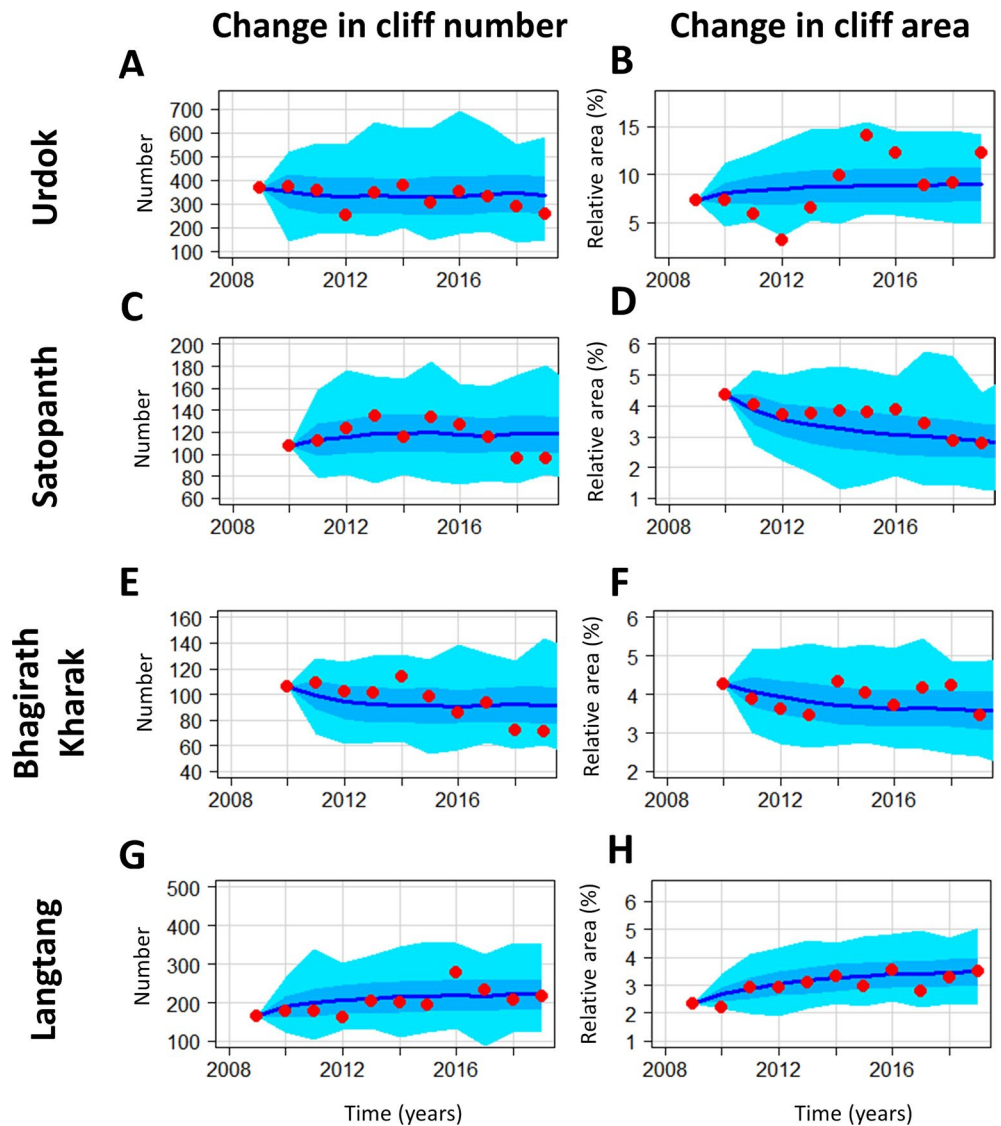 Change in cliff number
Change in cliff area
A
B
Urdok
Number
700
600
500
400
300
200
100
2008
2012
2016
Relative area (%)
15
10
5
2008
2012
2016
C
D
Satopanth
Number
200
180
160
140
120
100
80
60
2008
2012
2016
Relative area (%)
6
5
4
3
2
1
2008
2012
2016
E
F
Bhagirath
Kharak
Number
160
140
120
100
80
60
40
2008
2012
2016
Relative area (%)
6
5
4
3
2
2008
2012
2016
G
H
Langtang
Number
500
400
300
200
100
2008
2012
2016
Relative area (%)
6
5
4
3
2
1
2008
2012
2016
Time (years)
Time (years)